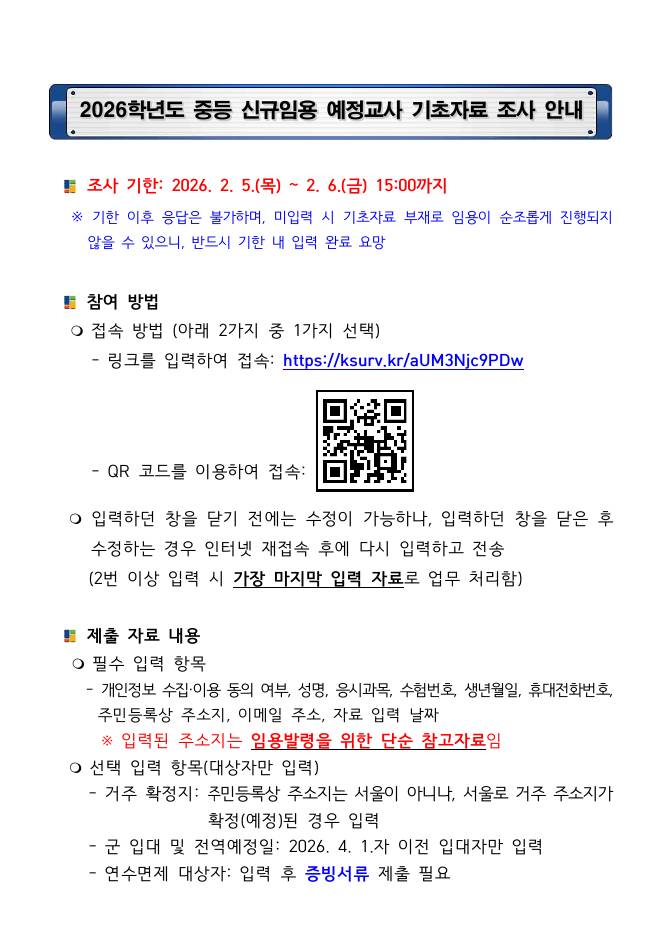 2026학년도 중등 신규임용 예정교사 기초자료 조사 안내
조사 기한: 2026. 2. 5.(목) ~ 2. 6.(금) 15:00까지
※ 기한 이후 응답은 불가하며, 미입력 시 기초자료 부재로 임용이 순조롭게 진행되지
않을 수 있으니, 반드시 기한 내 입력 완료 요망
참여 방법
❍ 접속 방법 (아래 2가지 중 1가지 선택)
- 링크를 입력하여 접속: https://ksurv.kr/aUM3Njc9PDw
- QR 코드를 이용하여 접속:
❍ 입력하던 창을 닫기 전에는 수정이 가능하나, 입력하던 창을 닫은 후
수정하는 경우 인터넷 재접속 후에 다시 입력하고 전송
(2번 이상 입력 시 가장 마지막 입력 자료로 업무 처리함)
제출 자료 내용
❍ 필수 입력 항목
- 개인정보 수집·이용 동의 여부, 성명, 응시과목, 수험번호, 생년월일, 휴대전화번호,
주민등록상 주소지, 이메일 주소, 자료 입력 날짜
※ 입력된 주소지는 임용발령을 위한 단순 참고자료임
❍ 선택 입력 항목(대상자만 입력)
- 거주 확정지: 주민등록상 주소지는 서울이 아니나, 서울로 거주 주소지가
확정(예정)된 경우 입력
- 군 입대 및 전역예정일: 2026. 4. 1.자 이전 입대자만 입력
- 연수면제 대상자: 입력 후 증빙서류 제출 필요